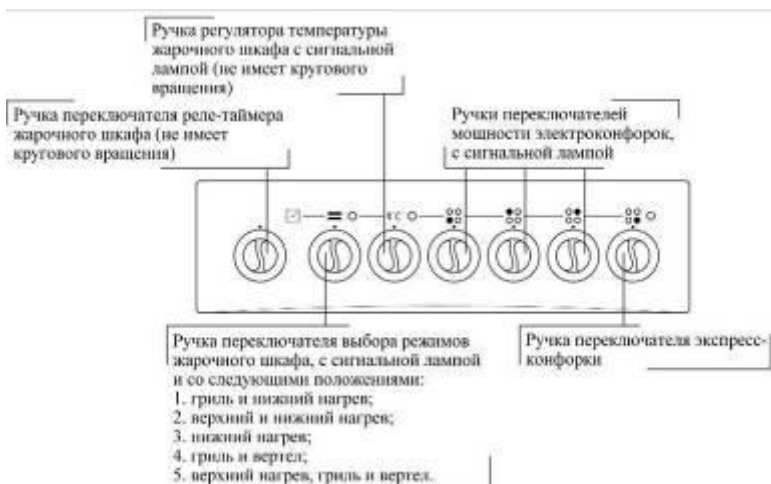 Ручка регулятора температуры
жарочного шкафа с сигнальной
лампой (не имеет кругового
вращения)
Ручка переключателя реле-таймера
жарочного шкафа (не имеет
кругового вращения)
Ручки переключателей
мощности электроконфорок,
с сигнальной лампой
°C
Ручка переключателя выбора режимов
жарочного шкафа, с сигнальной лампой
и со следующими положениями:
1. гриль и нижний нагрев;
2. верхний и нижний нагрев;
3. нижний нагрев;
4. гриль и вертел;
5. верхний нагрев, гриль и вертел.
Ручка переключателя экспресс-
конфорки